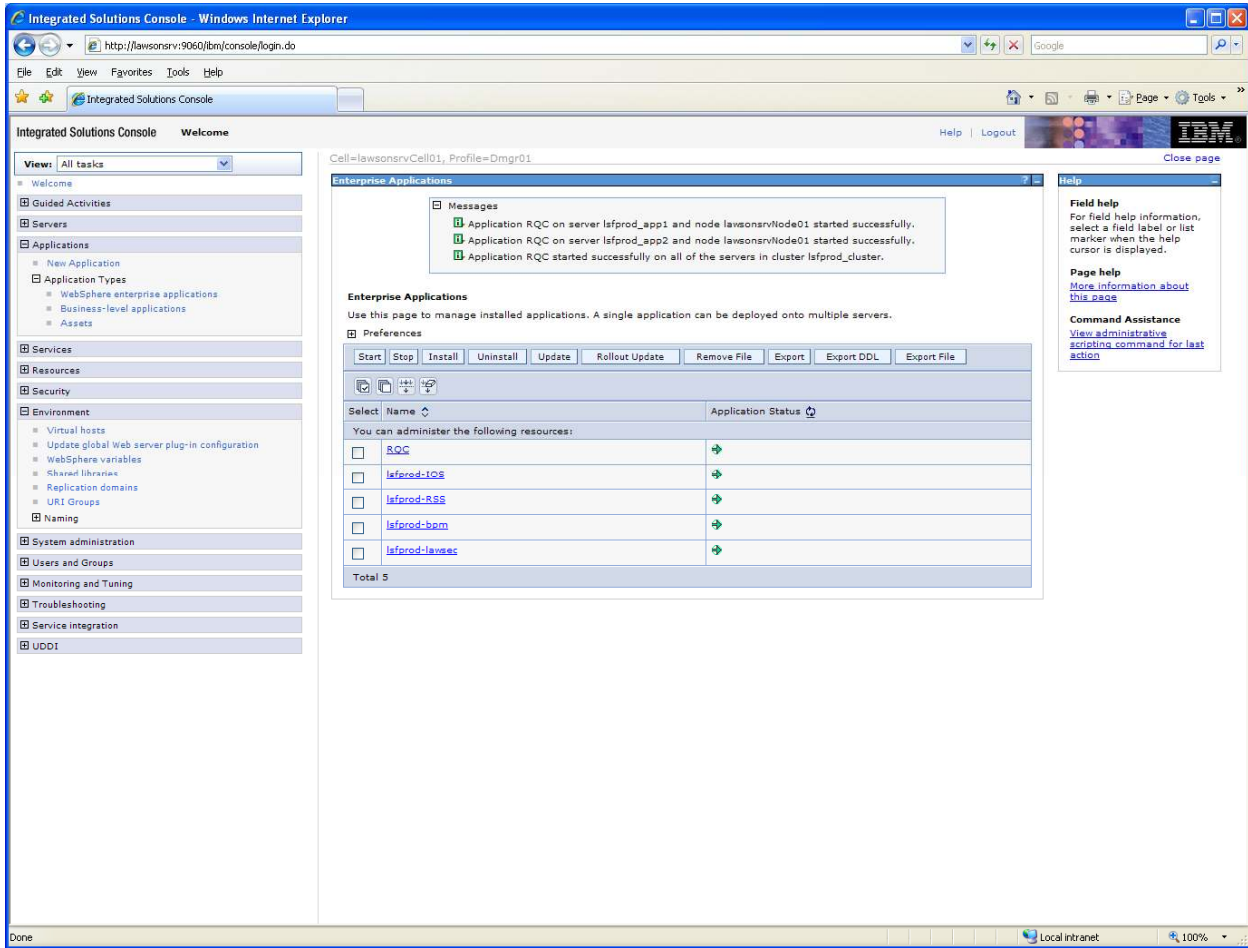 Integrated Solutions Console - Windows Internet Explorer
http://lawsonsrv:9060/ibm/console/login.do
Google
File Edit View Favorites Tools Help
Integrated Solutions Console
Page Tools »
Integrated Solutions Console Welcome
Help | Logout
IBM
View: All tasks
Welcome
Guided Activities
Servers
Applications
New Application
Application Types
WebSphere enterprise applications
Business-level applications
Assets
Services
Resources
Security
Environment
Virtual hosts
Update global Web server plug-in configuration
WebSphere variables
Shared libraries
Replication domains
URI Groups
Naming
System administration
Users and Groups
Monitoring and Tuning
Troubleshooting
Service integration
UDDI
Cell=lawsonsrvCell01, Profile=Dmgr01
Close page
Enterprise Applications
?
Messages
Application RQC on server lsfprod_app1 and node lawsonsrvNode01 started successfully.
Application RQC on server lsfprod_app2 and node lawsonsrvNode01 started successfully.
Application RQC started successfully on all of the servers in cluster lsfprod_cluster.
Enterprise Applications
Use this page to manage installed applications. A single application can be deployed onto multiple servers.
Preferences
Start Stop Install Uninstall Update Rollout Update Remove File Export Export DDL Export File
Select Name Application Status
You can administer the following resources:
RQC
lsfprod-IOS
lsfprod-RSS
lsfprod-bpm
lsfprod-lawsec
Total 5
Help
Field help
For field help information,
select a field label or list
marker when the help
cursor is displayed.
Page help
More information about
this page
Command Assistance
View administrative
scripting command for last
action
Done
Local intranet
100%